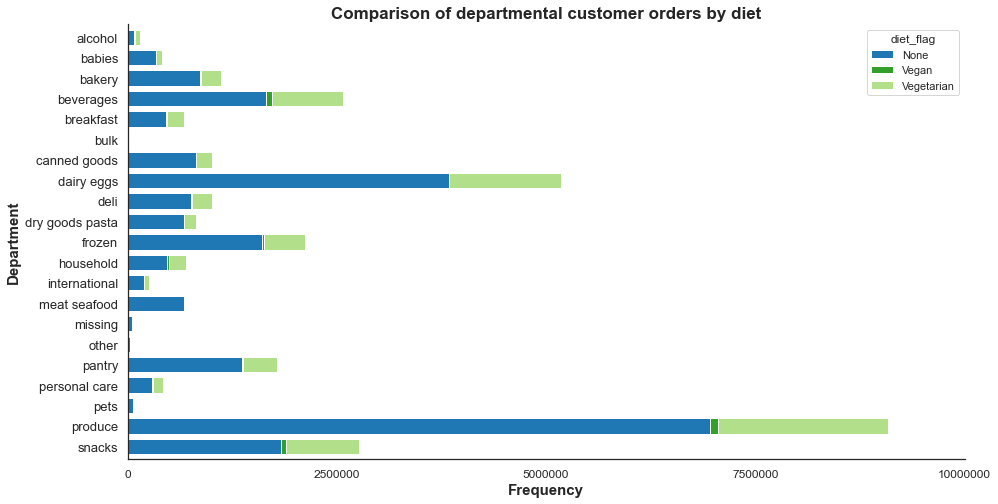 Comparison of departmental customer orders by diet
diet_flag
None
Vegan
Vegetarian
Department
alcohol
babies
bakery
beverages
breakfast
bulk
canned goods
dairy eggs
deli
dry goods pasta
frozen
household
international
meat seafood
missing
other
pantry
personal care
pets
produce
snacks
0 2500000 5000000 7500000 10000000
Frequency